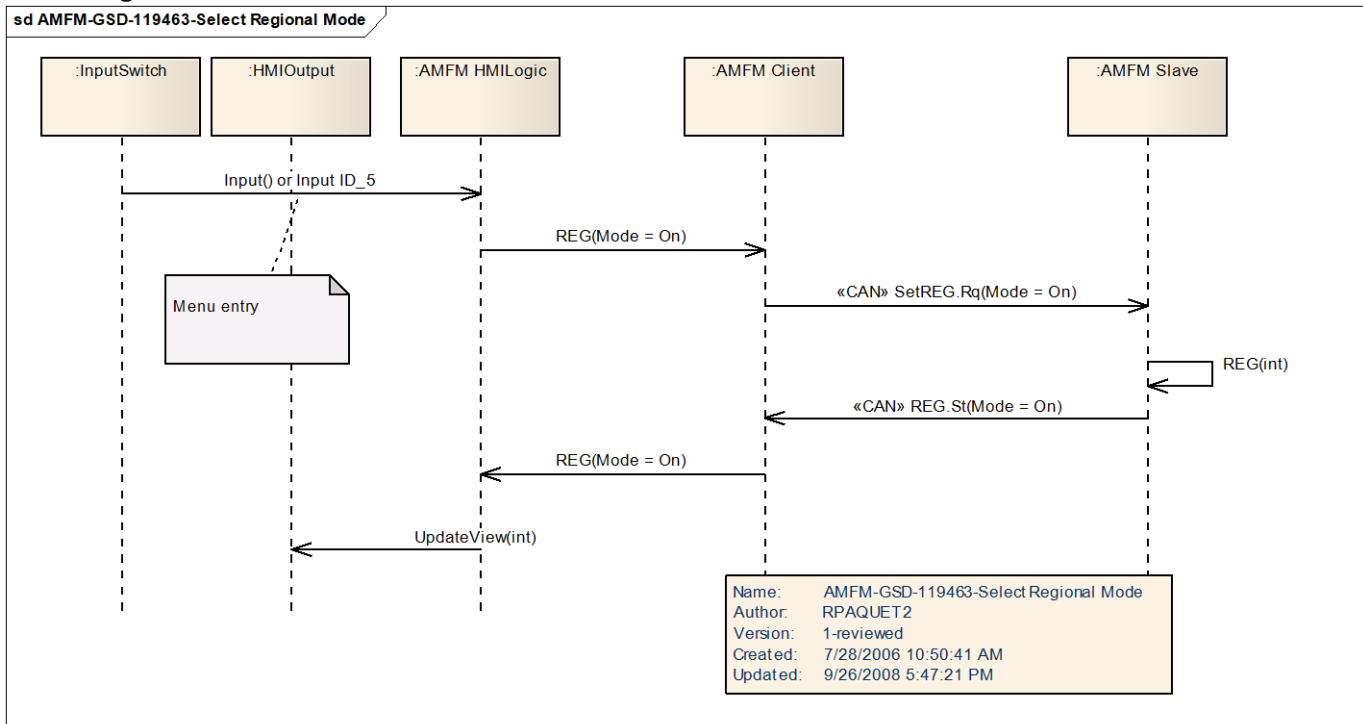 sd AMFM-GSD-119463-Select Regional Mode
:InputSwitch
:HMIOutput
:AMFM HMILogic
:AMFM Client
:AMFM Slave
Input() or Input ID_5
REG(Mode = On)
Menu entry
«CAN» SetREG.Rq(Mode = On)
REG(int)
«CAN» REG.St(Mode = On)
REG(Mode = On)
UpdateView(int)
Name: AMFM-GSD-119463-Select Regional Mode
Author: RPAQUET2
Version: 1-reviewed
Created: 7/28/2006 10:50:41 AM
Updated: 9/26/2008 5:47:21 PM